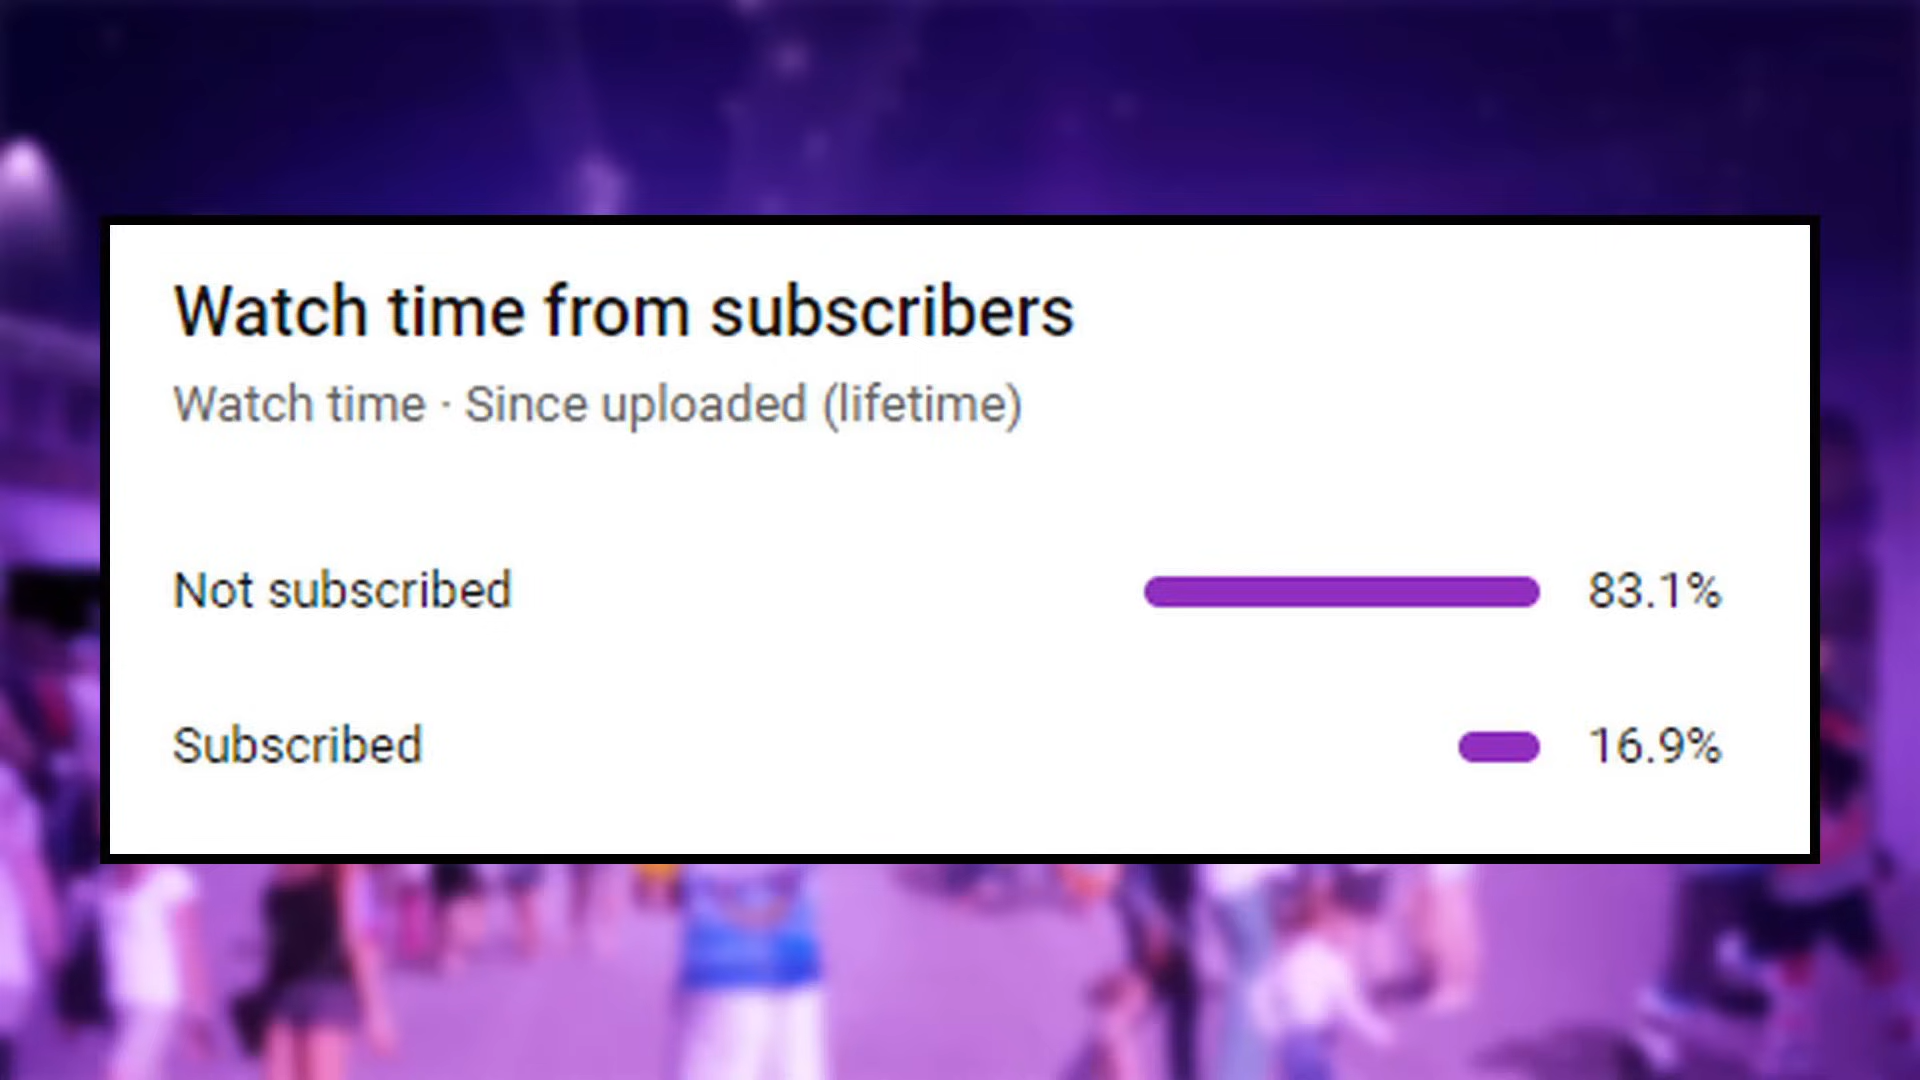 Watch time from subscribers
Watch time · Since uploaded (lifetime)
Not subscribed 83.1%
Subscribed 16.9%